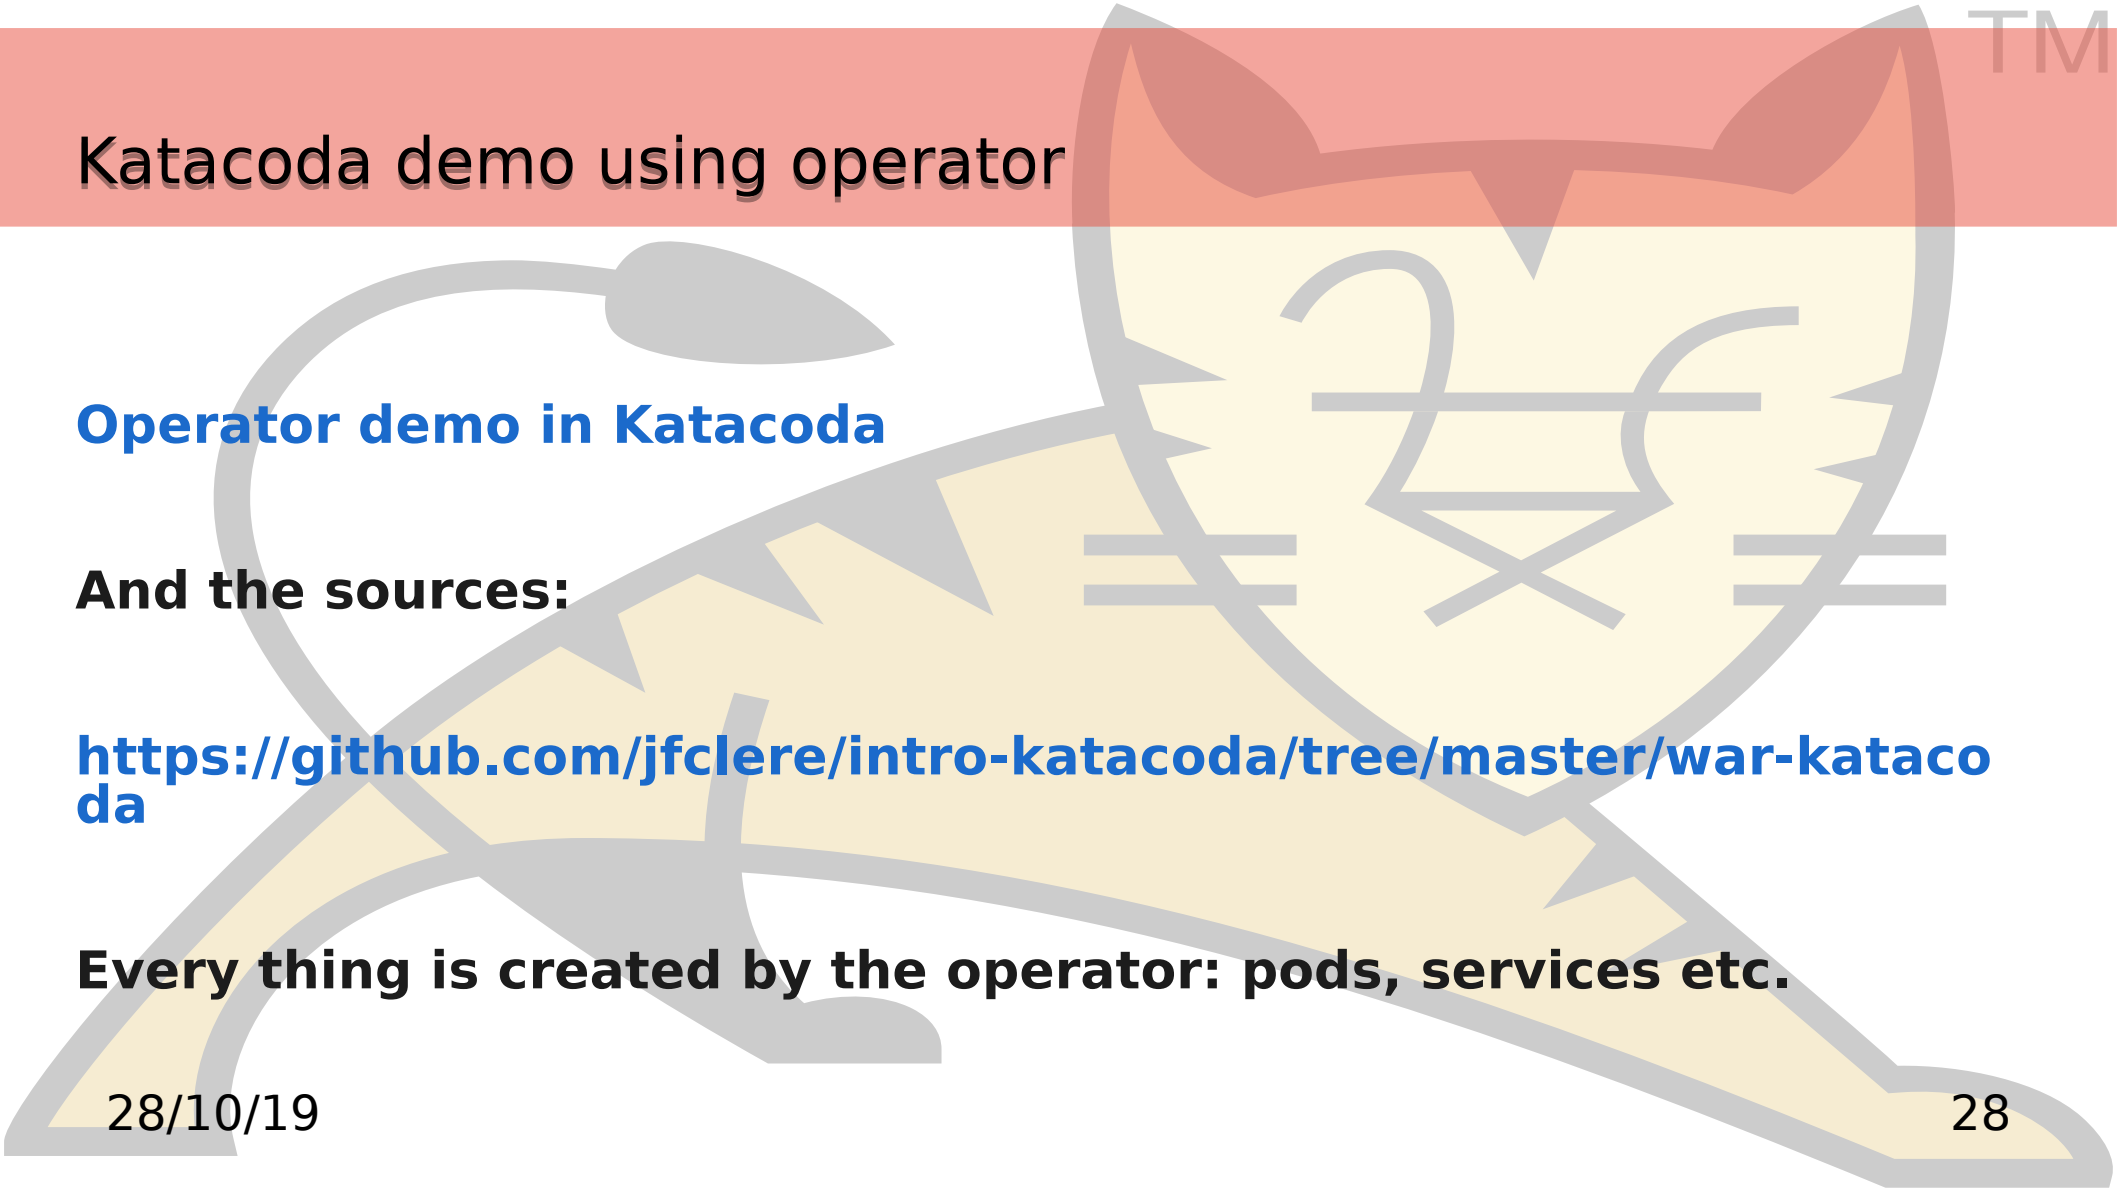 TM
Katacoda demo using operator
Operator demo in Katacoda
And the sources:
https://github.com/jfclere/intro-katacoda/tree/master/war-kataco
da
Every thing is created by the operator: pods, services etc.
28/10/19
28